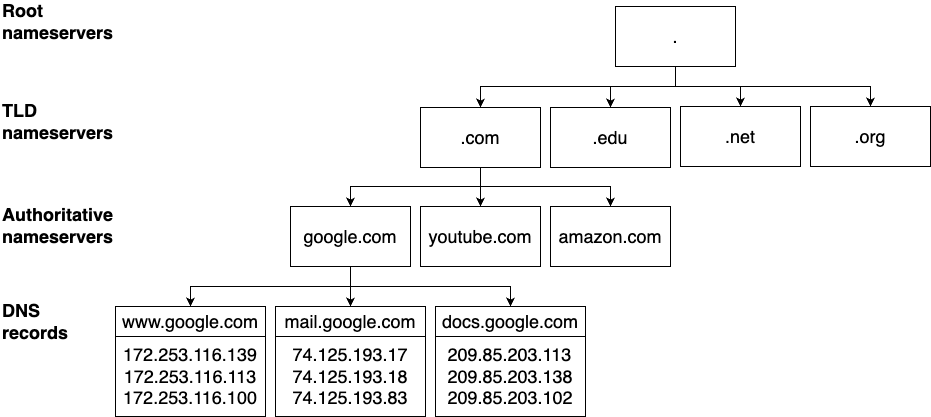 Root
nameservers
.
TLD
nameservers
.com
.edu
.net
.org
Authoritative
nameservers
google.com
youtube.com
amazon.com
DNS
records
www.google.com
172.253.116.139
172.253.116.113
172.253.116.100
mail.google.com
74.125.193.17
74.125.193.18
74.125.193.83
docs.google.com
209.85.203.113
209.85.203.138
209.85.203.102